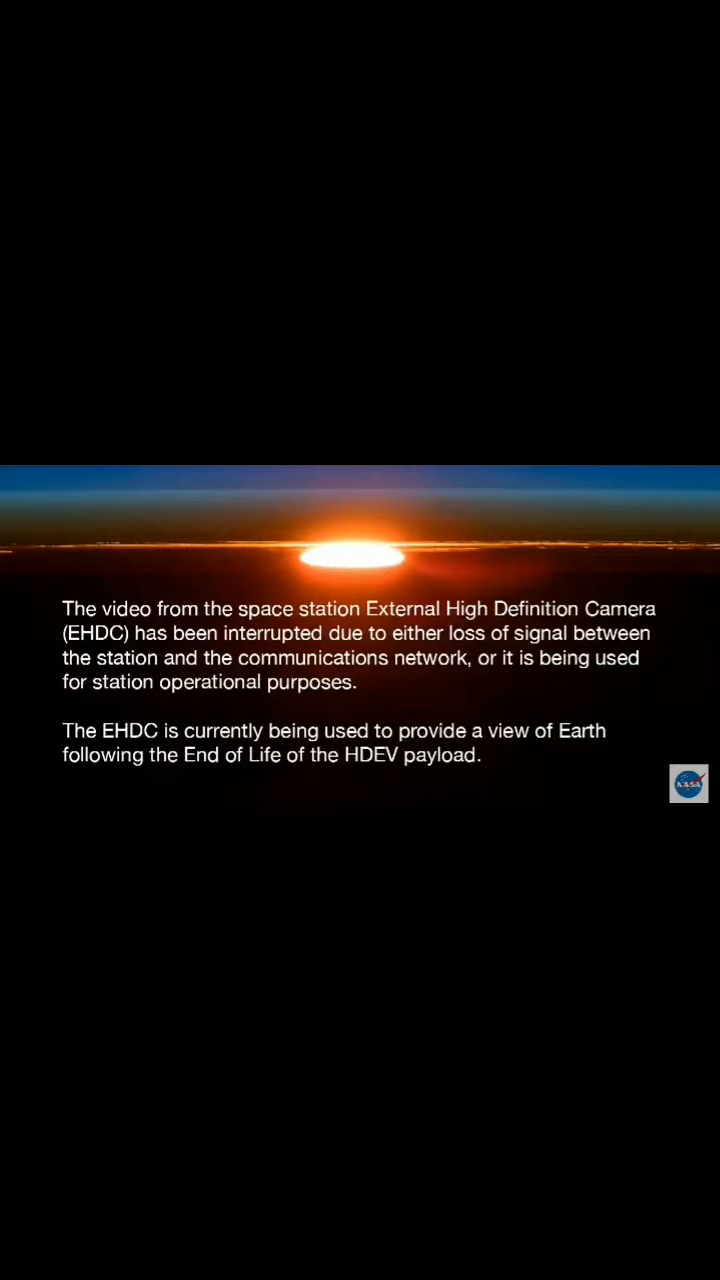 The video from the space station External High Definition Camera
(EHDC) has been interrupted due to either loss of signal between
the station and the communications network, or it is being used
for station operational purposes.
The EHDC is currently being used to provide a view of Earth
following the End of Life of the HDEV payload.
NASA